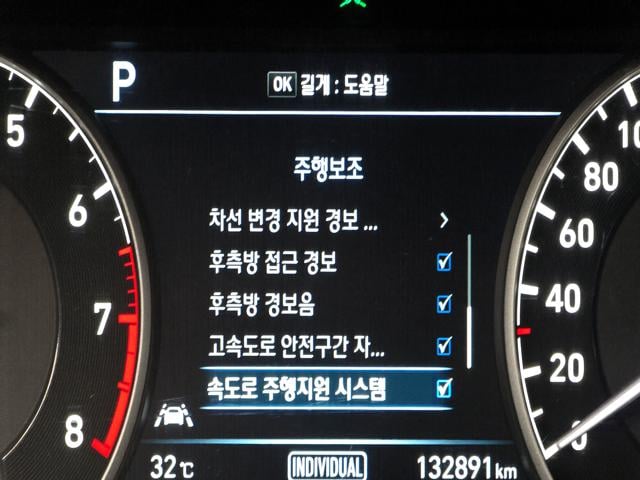 P
OK 길게 : 도움말
주행보조
차선 변경 지원 경보 ...
후측방 접근 경보
후측방 경보음
고속도로 안전구간 자...
속도로 주행지원 시스템
5
6
7
8
10
80
60
40
20
0
32℃
INDIVIDUAL
132891km